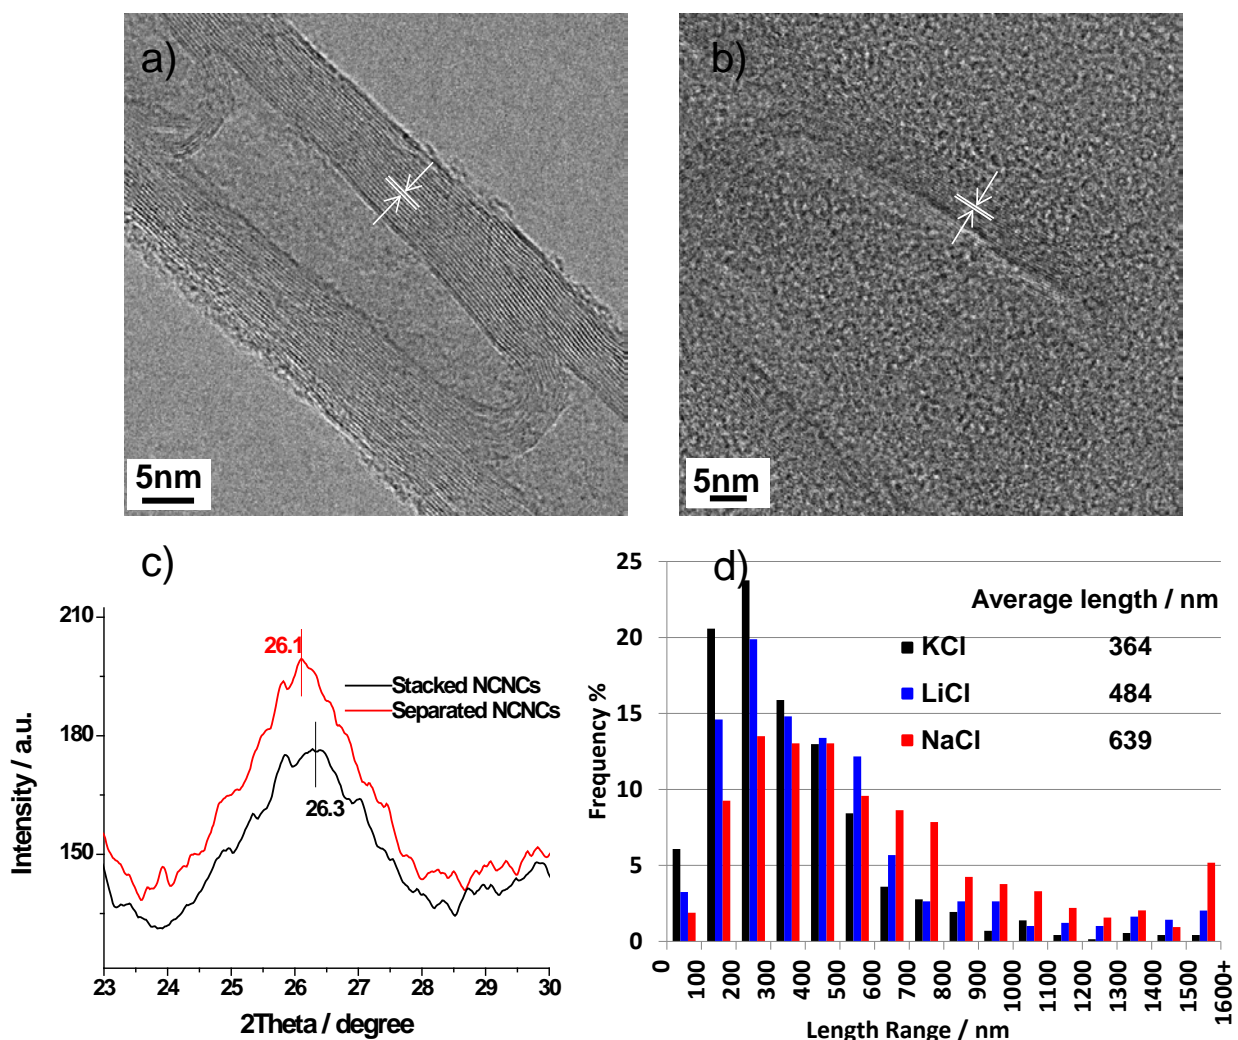 a)
b)
5nm
5nm
c)
210
180
150
26.1
26.3
Stacked NCNCs
Separated NCNCs
Intensity / a.u.
23 24 25 26 27 28 29 30
2Theta / degree
d)
25
20
15
10
5
0
Frequency %
Average length / nm
KCl 364
LiCl 484
NaCl 639
0 100 200 300 400 500 600 700 800 900 1000 1100 1200 1300 1400 1500 1600+
Length Range / nm